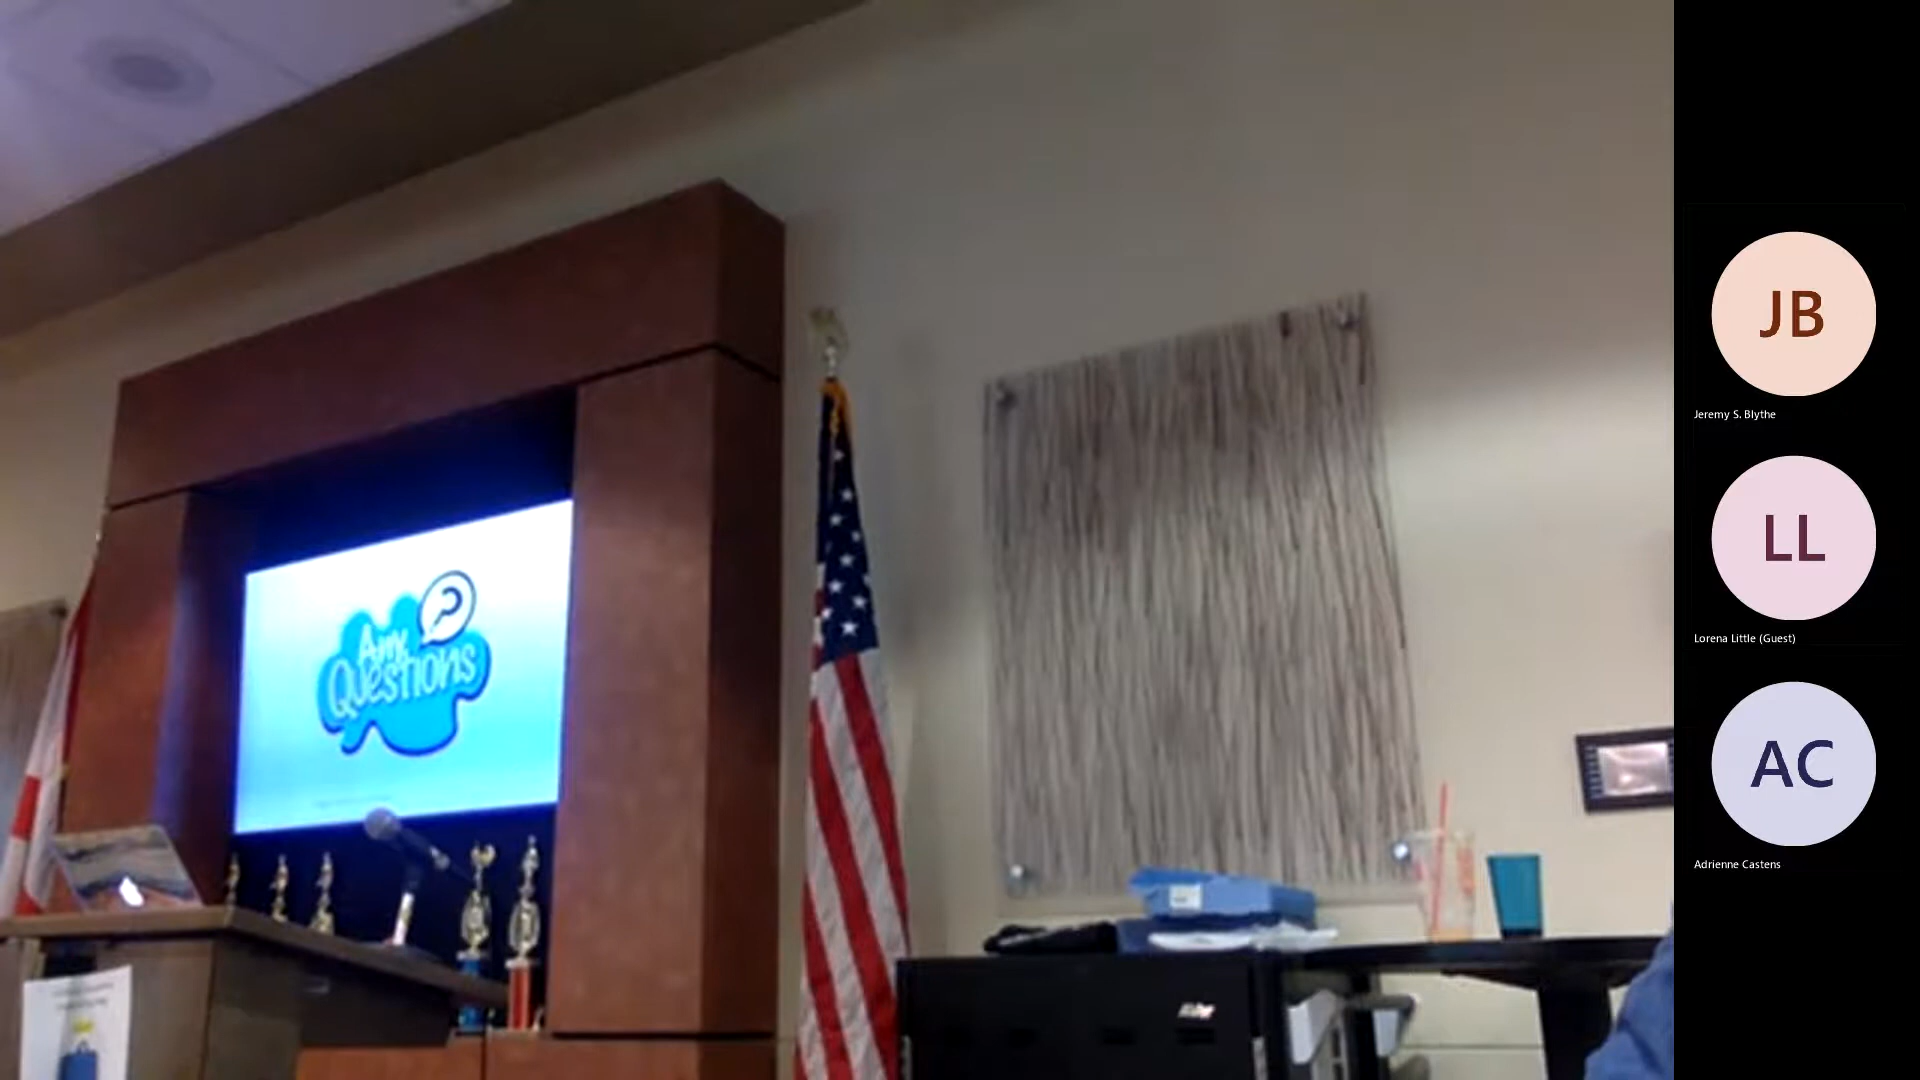 Any
Questions
?
JB
Jeremy S. Blythe
LL
Lorena Little (Guest)
AC
Adrienne Castens